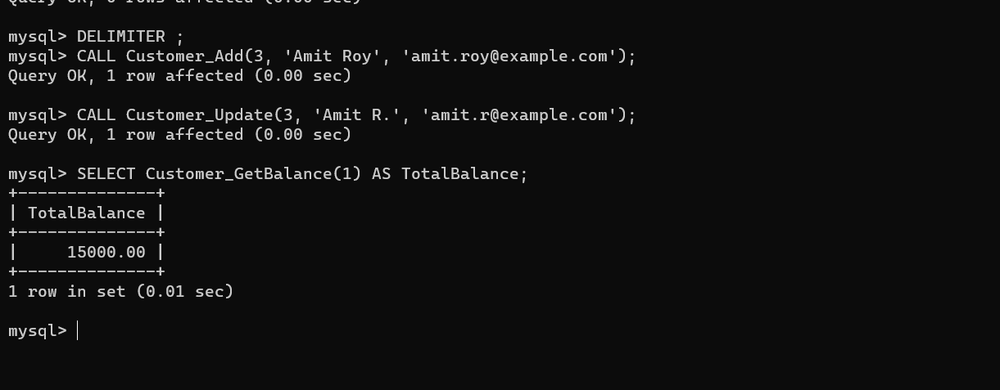 Query OK, 0 rows affected (0.00 sec)
mysql> DELIMITER ;
mysql> CALL Customer_Add(3, 'Amit Roy', 'amit.roy@example.com');
Query OK, 1 row affected (0.00 sec)
mysql> CALL Customer_Update(3, 'Amit R.', 'amit.r@example.com');
Query OK, 1 row affected (0.00 sec)
mysql> SELECT Customer_GetBalance(1) AS TotalBalance;
+--------------+
| TotalBalance |
+--------------+
|     15000.00 |
+--------------+
1 row in set (0.01 sec)
mysql>